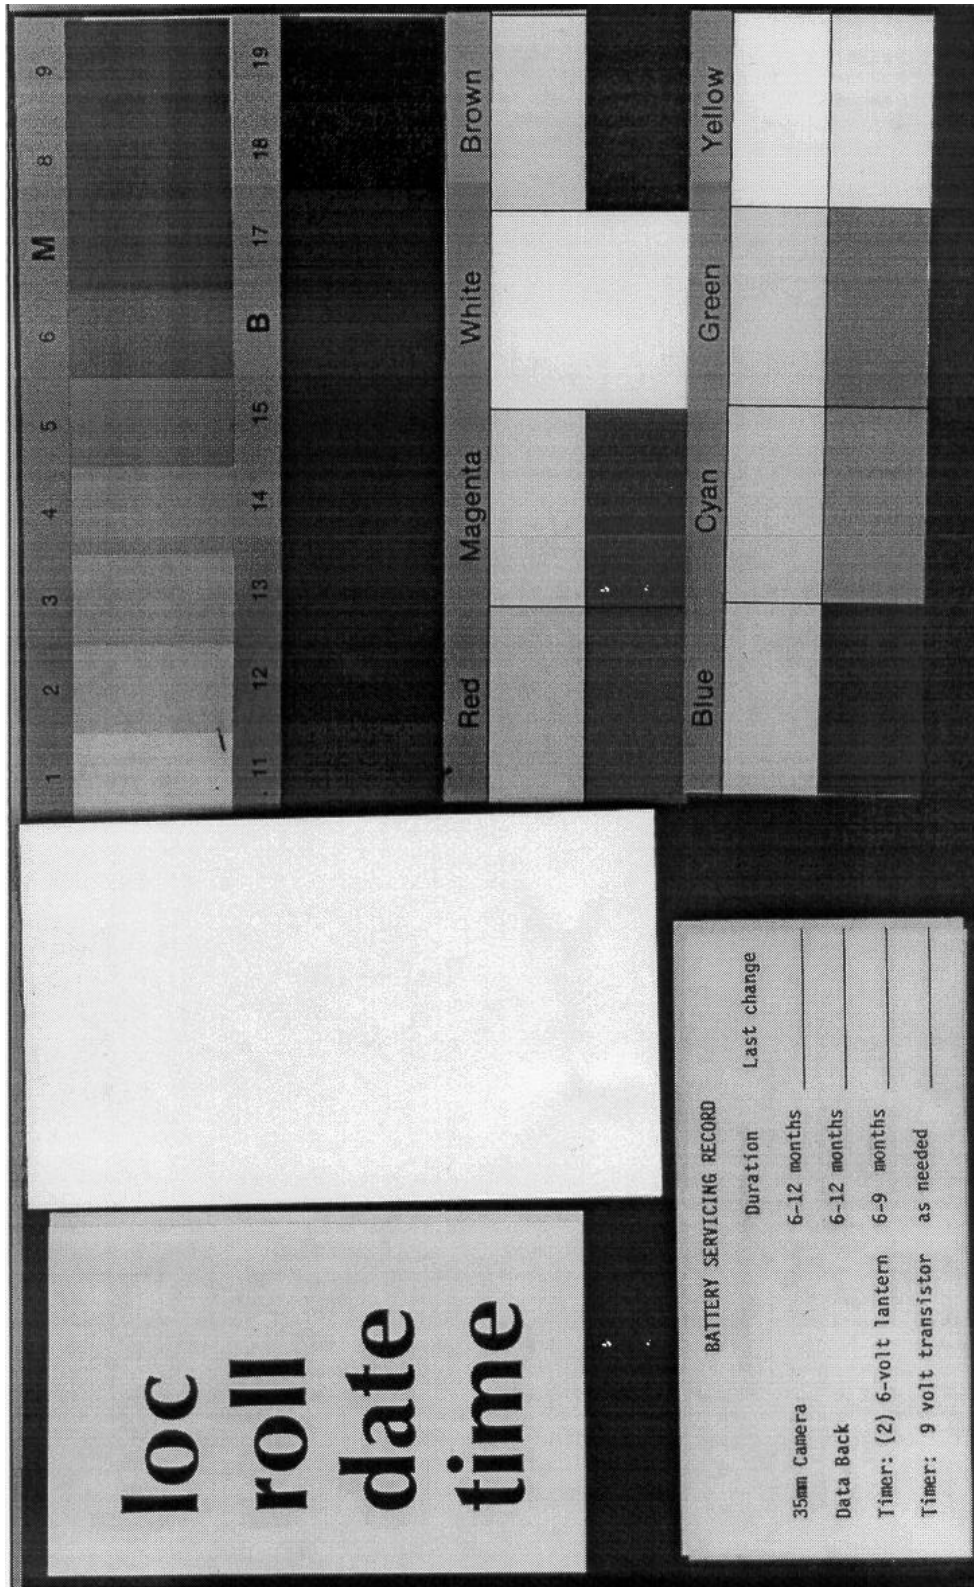 1 2 3 4 5 6 M 8 9
11 12 13 14 15 B 17 18 19
Red Magenta White Brown
Blue Cyan Green Yellow
loc
roll
date
time
BATTERY SERVICING RECORD
Duration Last change
35mm Camera 6-12 months
Data Back 6-12 months
Timer: (2) 6-volt lantern 6-9 months
Timer: 9 volt transistor as needed